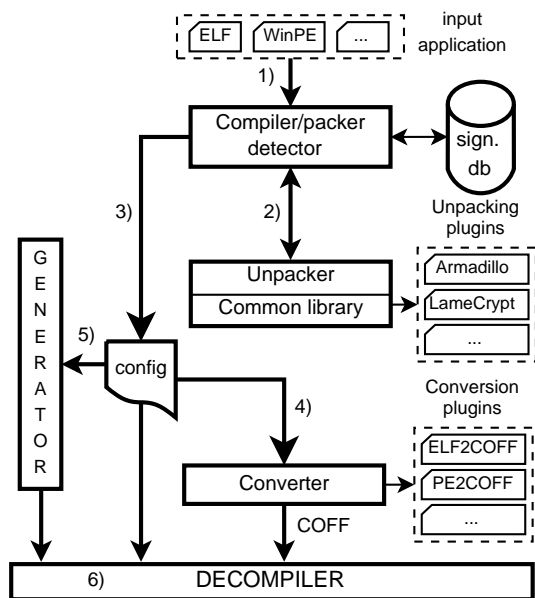 ELF WinPE ...
input
application
1)
Compiler/packer
detector
sign.
db
3)
2)
Unpacking
plugins
Unpacker
Common library
Armadillo
LameCrypt
...
GENERATOR
5)
config
4)
Conversion
plugins
Converter
ELF2COFF
PE2COFF
...
COFF
6) DECOMPILER